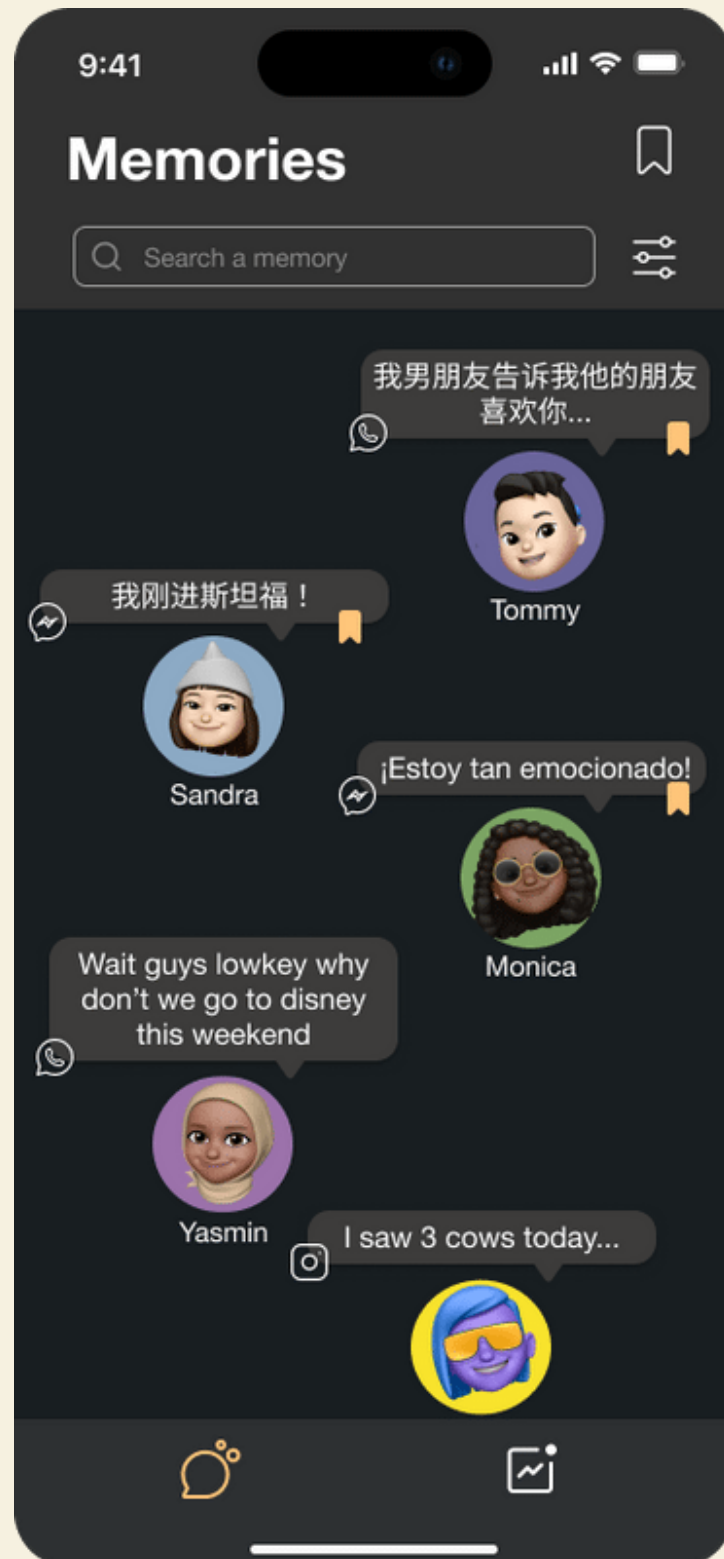 9:41
Memories
Search a memory
我男朋友告诉我他的朋友
喜欢你...
Tommy
我刚进斯坦福！
Sandra
¡Estoy tan emocionado!
Monica
Wait guys lowkey why
don’t we go to disney
this weekend
Yasmin
I saw 3 cows today...